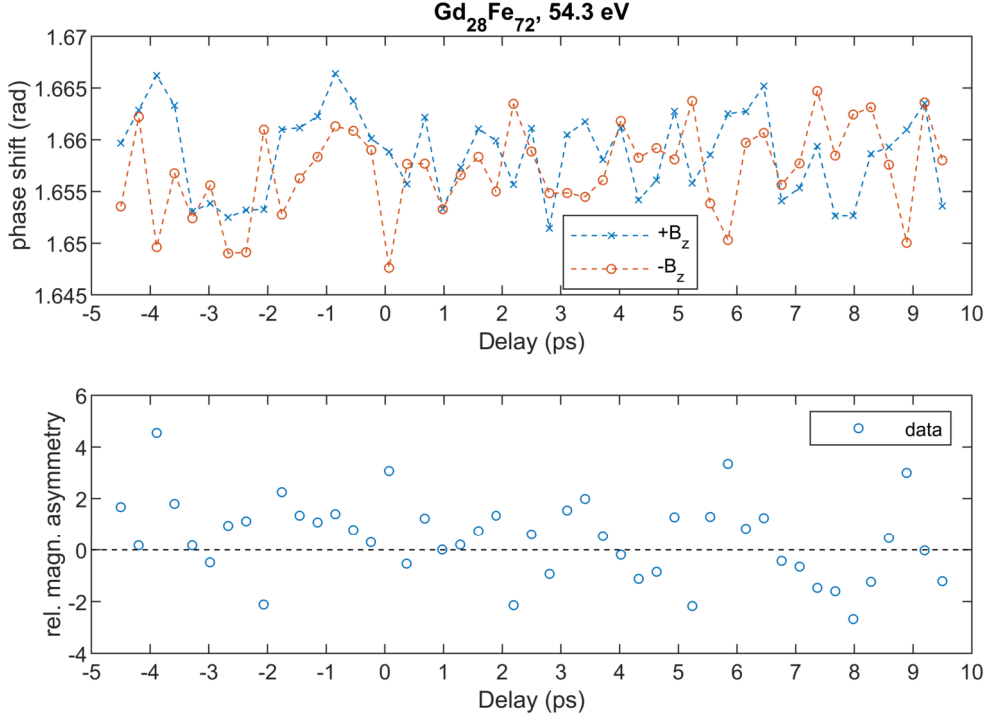 Gd28Fe72, 54.3 eV
1.67
1.665
1.66
1.655
1.65
1.645
phase shift (rad)
+Bz
-Bz
-5 -4 -3 -2 -1 0 1 2 3 4 5 6 7 8 9 10
Delay (ps)
6
4
2
0
-2
-4
rel. magn. asymmetry
data
-5 -4 -3 -2 -1 0 1 2 3 4 5 6 7 8 9 10
Delay (ps)